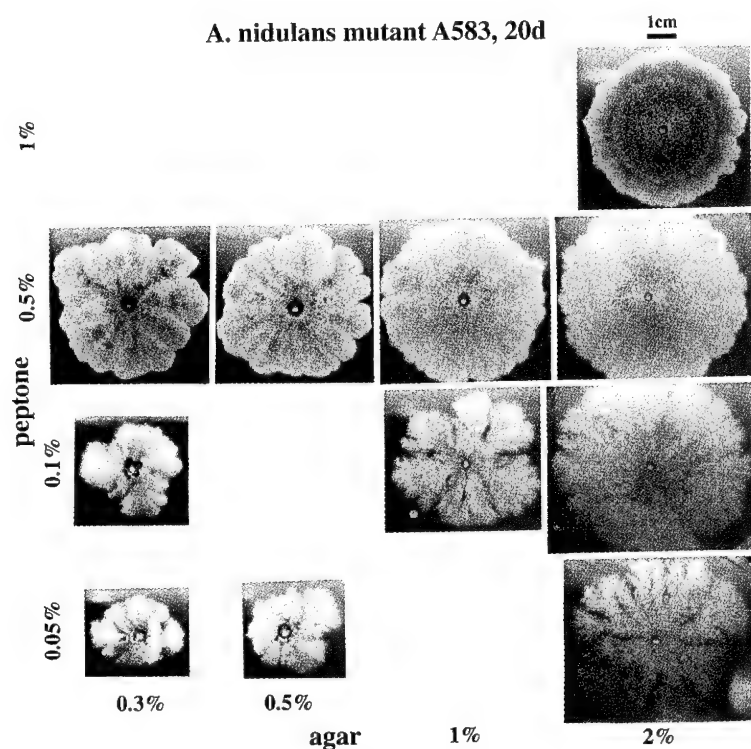 A. nidulans mutant A583, 20d
1cm
1%
0.5%
peptone
0.1%
0.05%
0.3%
0.5%
agar
1%
2%